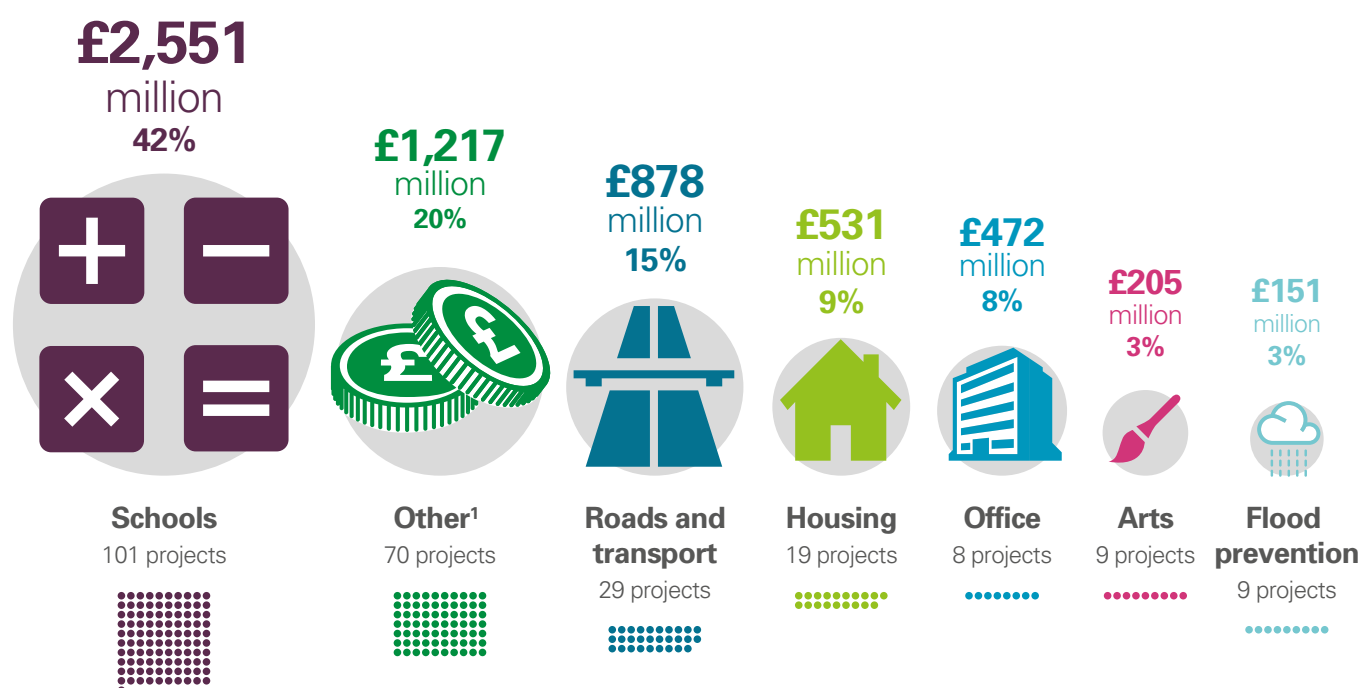 £2,551
million
42%
Schools
101 projects
£1,217
million
20%
Other¹
70 projects
£878
million
15%
Roads and
transport
29 projects
£531
million
9%
Housing
19 projects
£472
million
8%
Office
8 projects
£205
million
3%
Arts
9 projects
£151
million
3%
Flood
prevention
9 projects